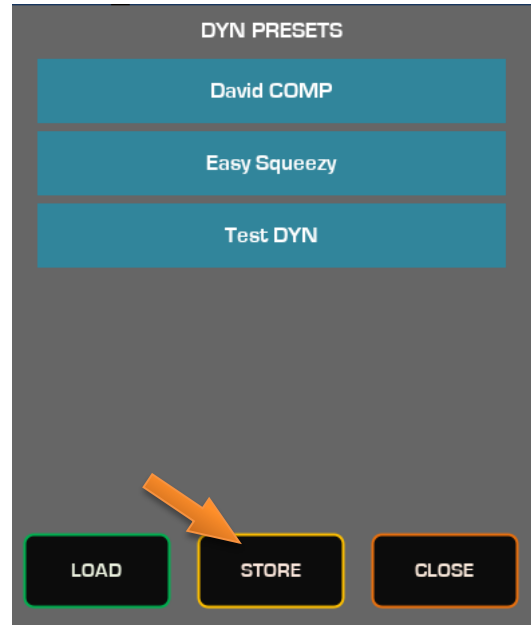 DYN PRESETS
David COMP
Easy Squeezy
Test DYN
LOAD STORE CLOSE